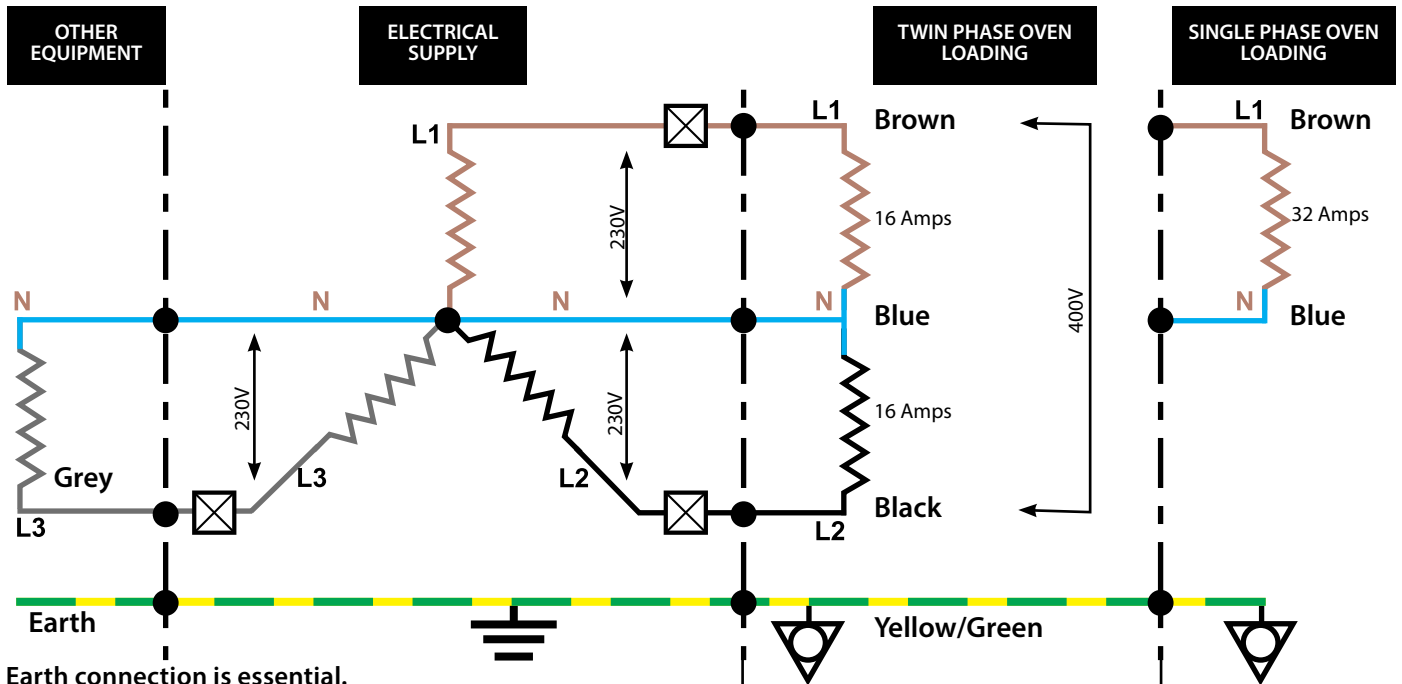 OTHER
EQUIPMENT
ELECTRICAL
SUPPLY
TWIN PHASE OVEN
LOADING
SINGLE PHASE OVEN
LOADING
L1
L1
Brown
L1
Brown
230V
16 Amps
32 Amps
N
N
N
N
Blue
400V
N
Blue
230V
230V
16 Amps
Grey
L3
L2
Black
L3
L2
Earth
Yellow/Green
Earth connection is essential.